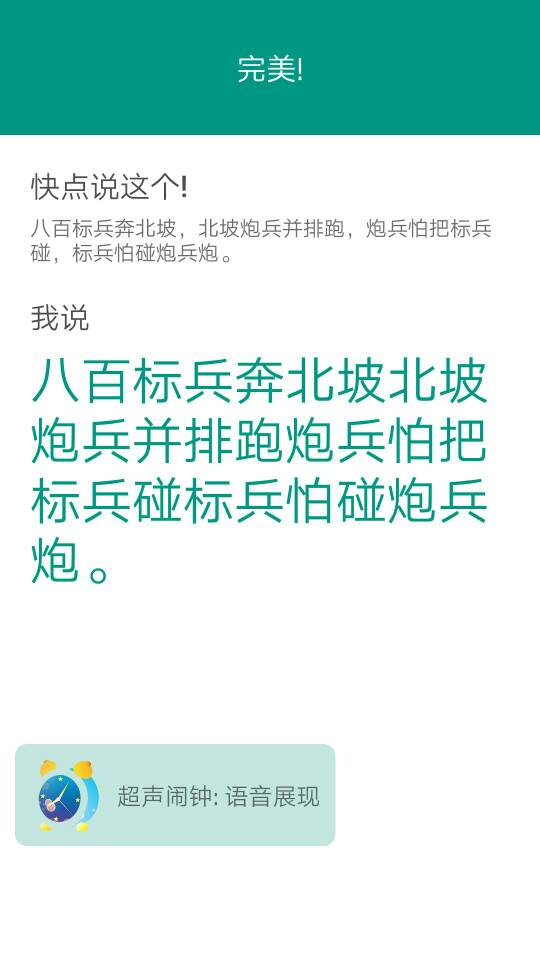 完美!
快点说这个!
八百标兵奔北坡，北坡炮兵并排跑，炮兵怕把标兵
碰，标兵怕碰炮兵炮。
我说
八百标兵奔北坡北坡
炮兵并排跑炮兵怕把
标兵碰标兵怕碰炮兵
炮。
超声闹钟: 语音展现